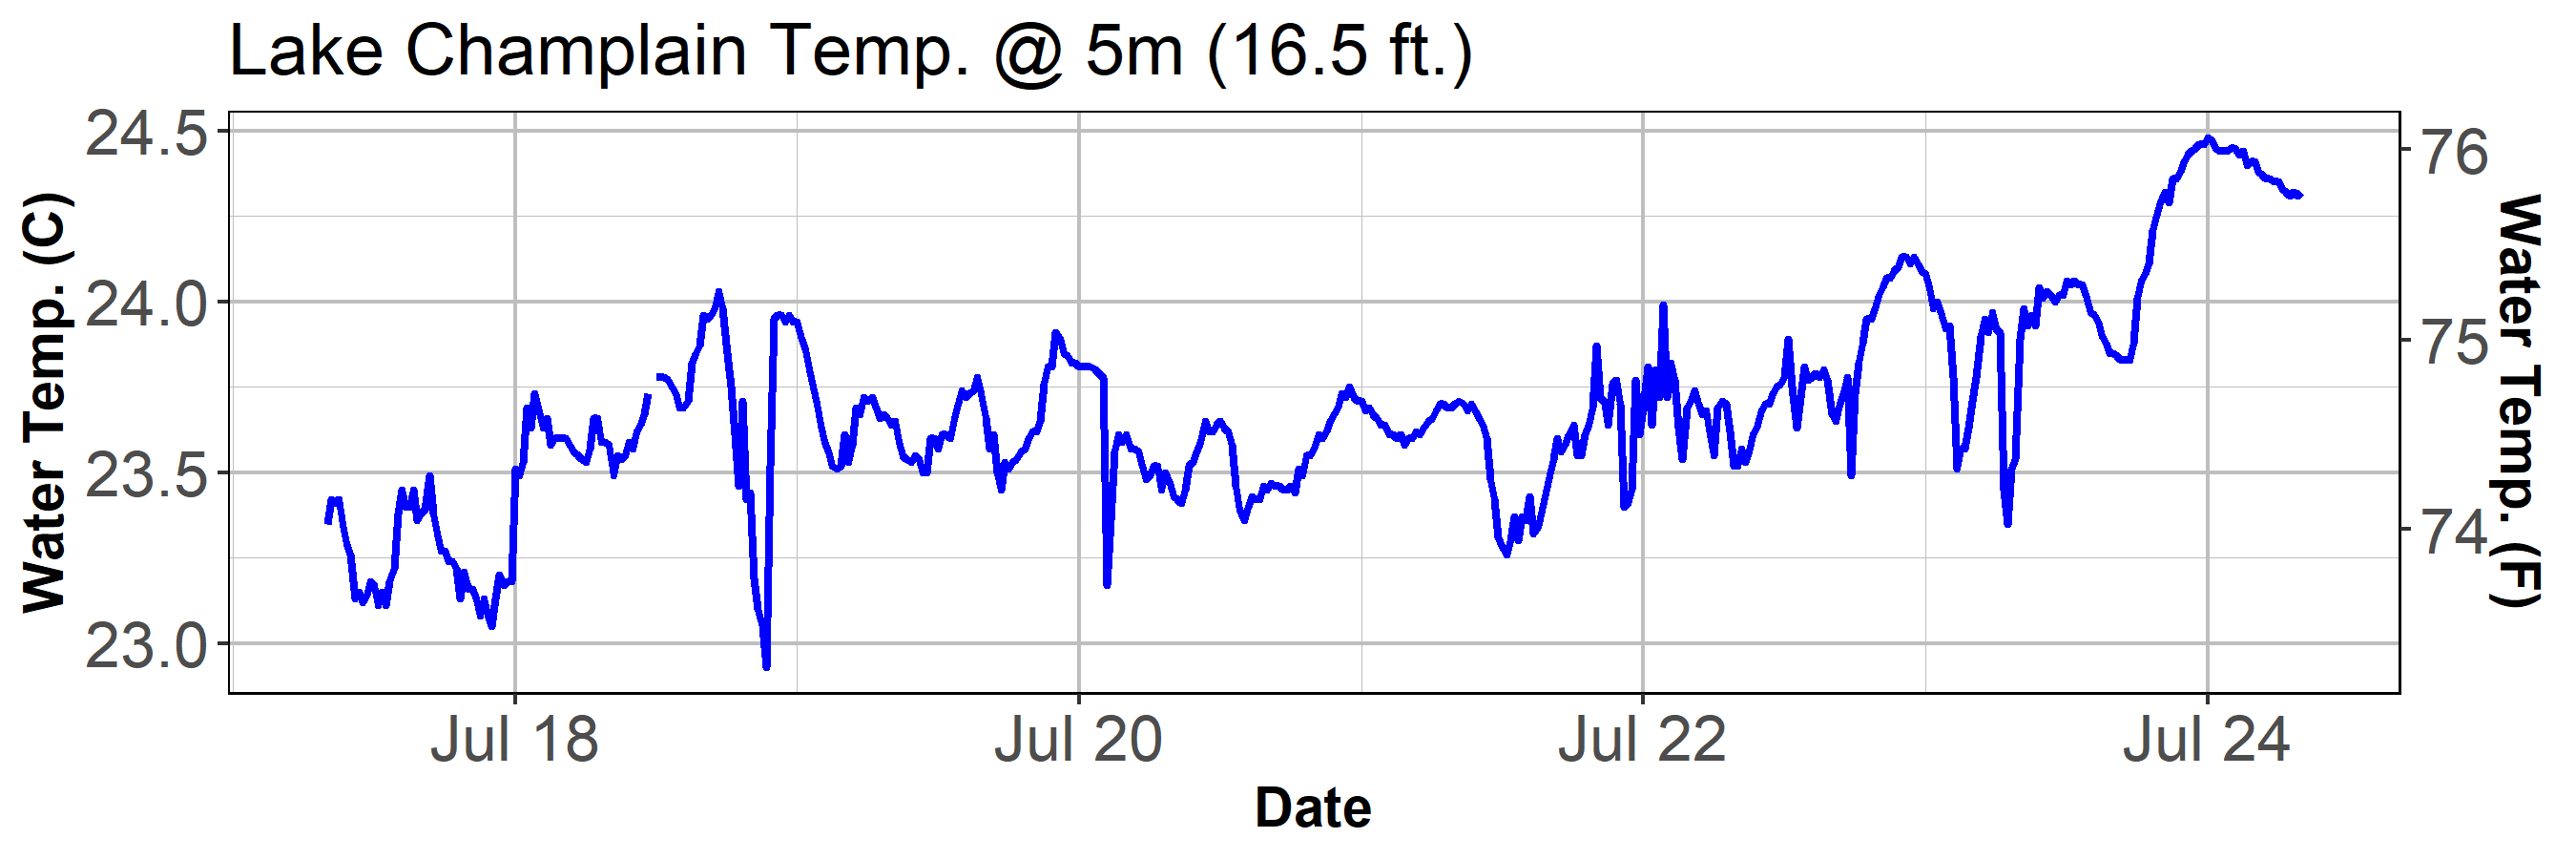 Lake Champlain Temp. @ 5m (16.5 ft.)
Water Temp. (C)
24.5
24.0
23.5
23.0
76
75
74
Water Temp. (F)
Jul 18
Jul 20
Jul 22
Jul 24
Date